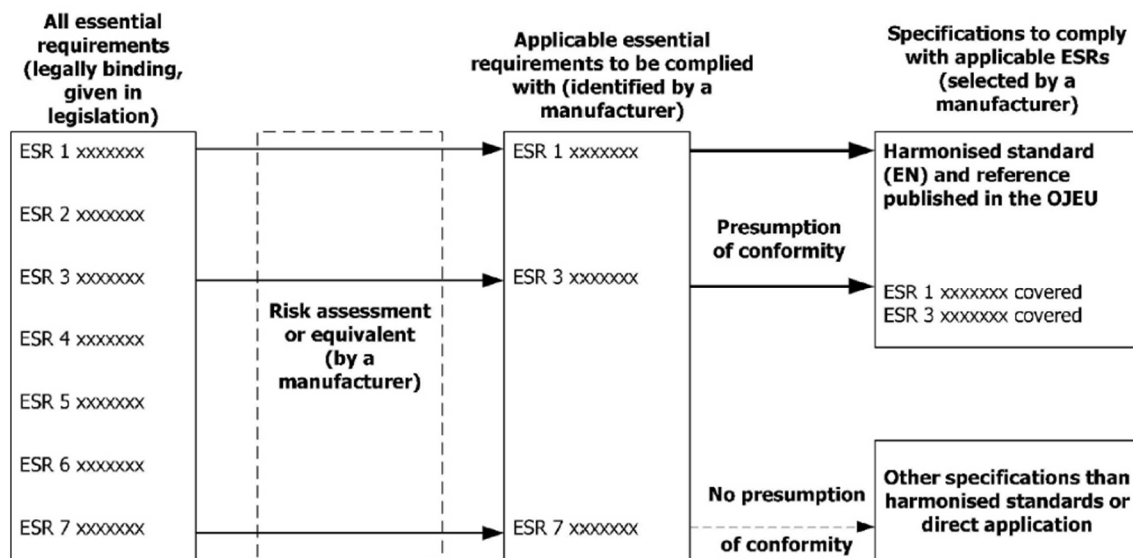 All essential
requirements
(legally binding,
given in
legislation)
ESR 1 xxxxxxx
ESR 2 xxxxxxx
ESR 3 xxxxxxx
ESR 4 xxxxxxx
ESR 5 xxxxxxx
ESR 6 xxxxxxx
ESR 7 xxxxxxx
Risk assessment
or equivalent
(by a
manufacturer)
Applicable essential
requirements to be complied
with (identified by a
manufacturer)
ESR 1 xxxxxxx
ESR 3 xxxxxxx
ESR 7 xxxxxxx
Presumption
of conformity
No presumption
of conformity
Specifications to comply
with applicable ESRs
(selected by a
manufacturer)
Harmonised standard
(EN) and reference
published in the OJEU
ESR 1 xxxxxxx covered
ESR 3 xxxxxxx covered
Other specifications than
harmonised standards or
direct application